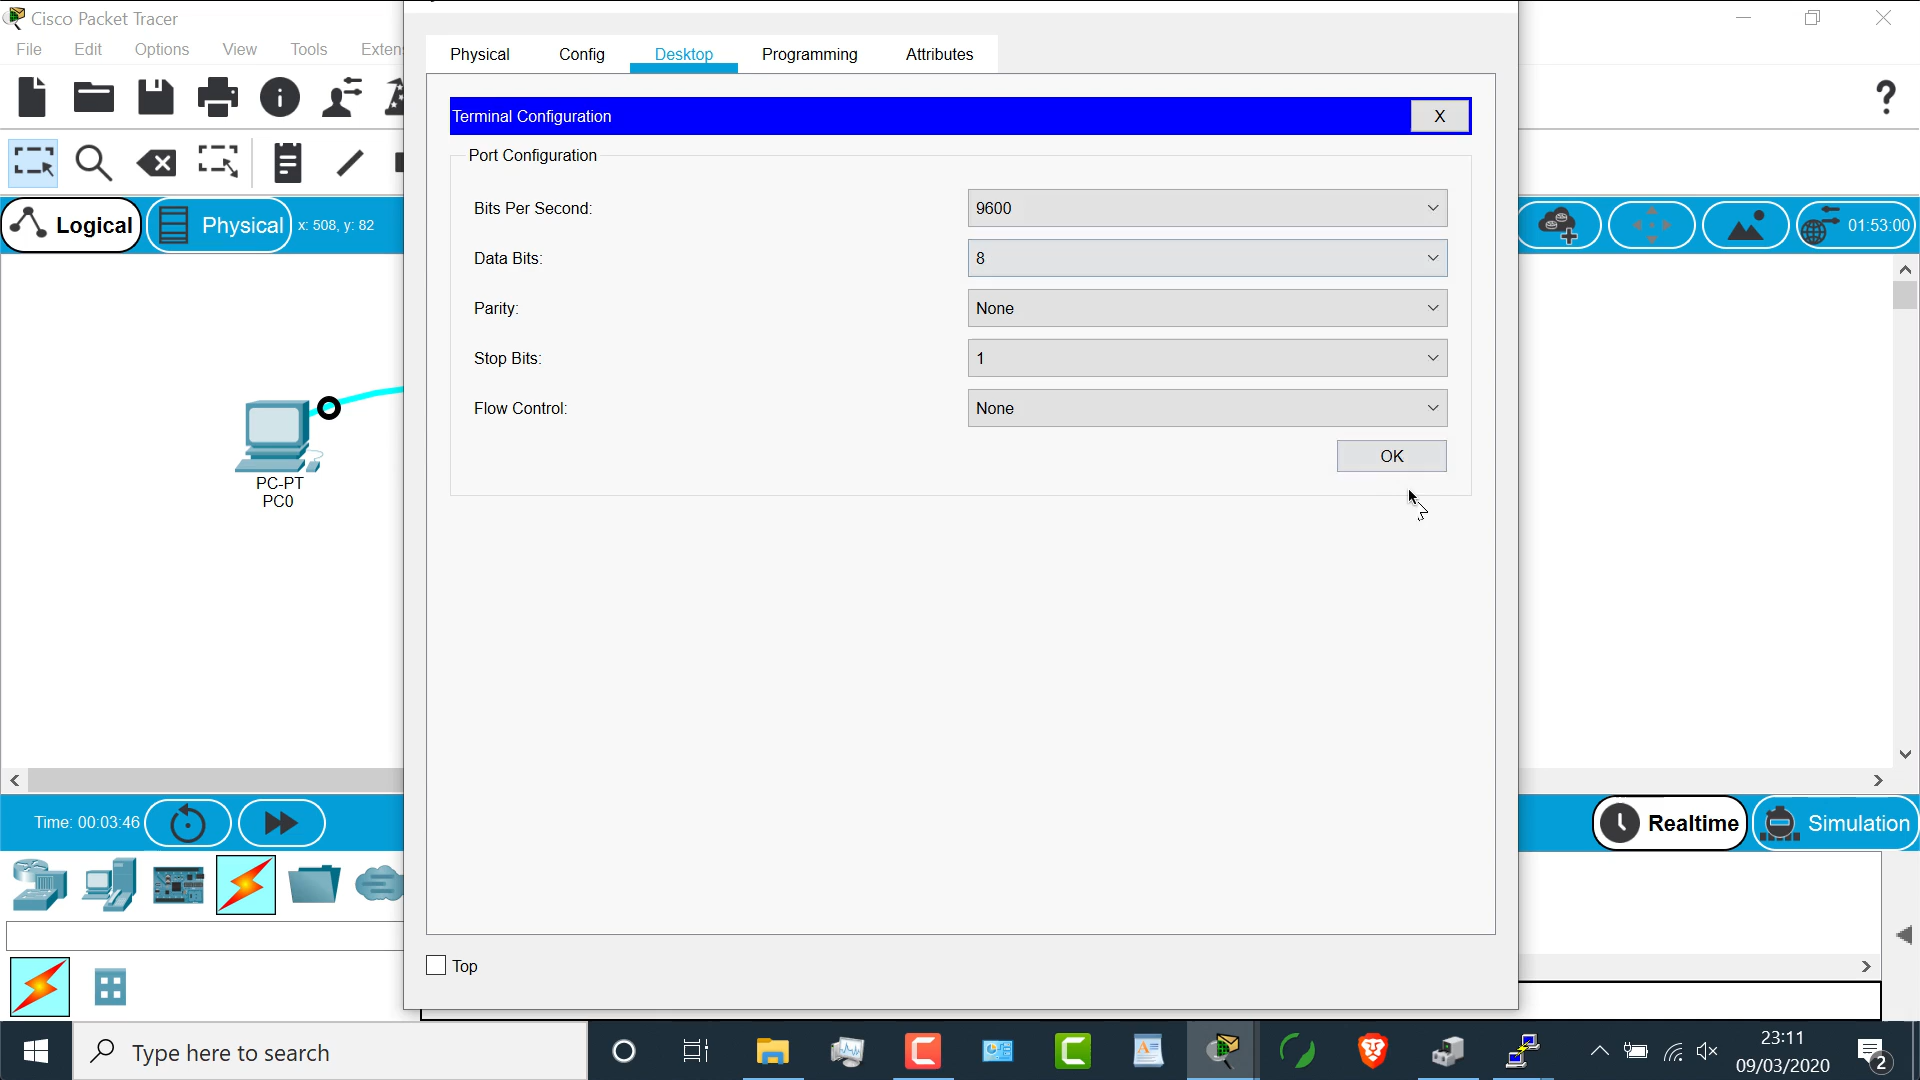 Cisco Packet Tracer
File Edit Options View Tools Exten
Physical Config Desktop Programming Attributes
Terminal Configuration X
Port Configuration
Bits Per Second: 9600
Data Bits: 8
Parity: None
Stop Bits: 1
Flow Control: None
OK
Logical Physical x: 508, y: 82
01:53:00
PC-PT
PC0
Time: 00:03:46
Realtime Simulation
Top
Type here to search
23:11
09/03/2020
2